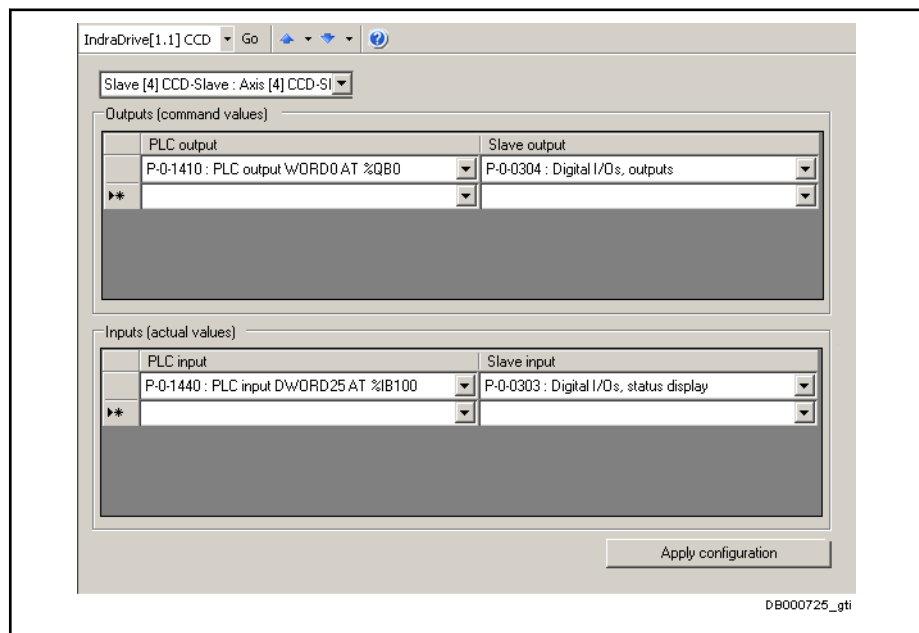 IndraDrive[1.1] CCD Go
Slave [4] CCD-Slave : Axis [4] CCD-Sl
Outputs (command values)
PLC output Slave output
P-0-1410 : PLC output WORD0 AT %QB0 P-0-0304 : Digital I/Os, outputs
Inputs (actual values)
PLC input Slave input
P-0-1440 : PLC input DWORD25 AT %IB100 P-0-0303 : Digital I/Os, status display
Apply configuration
DB000725_gti